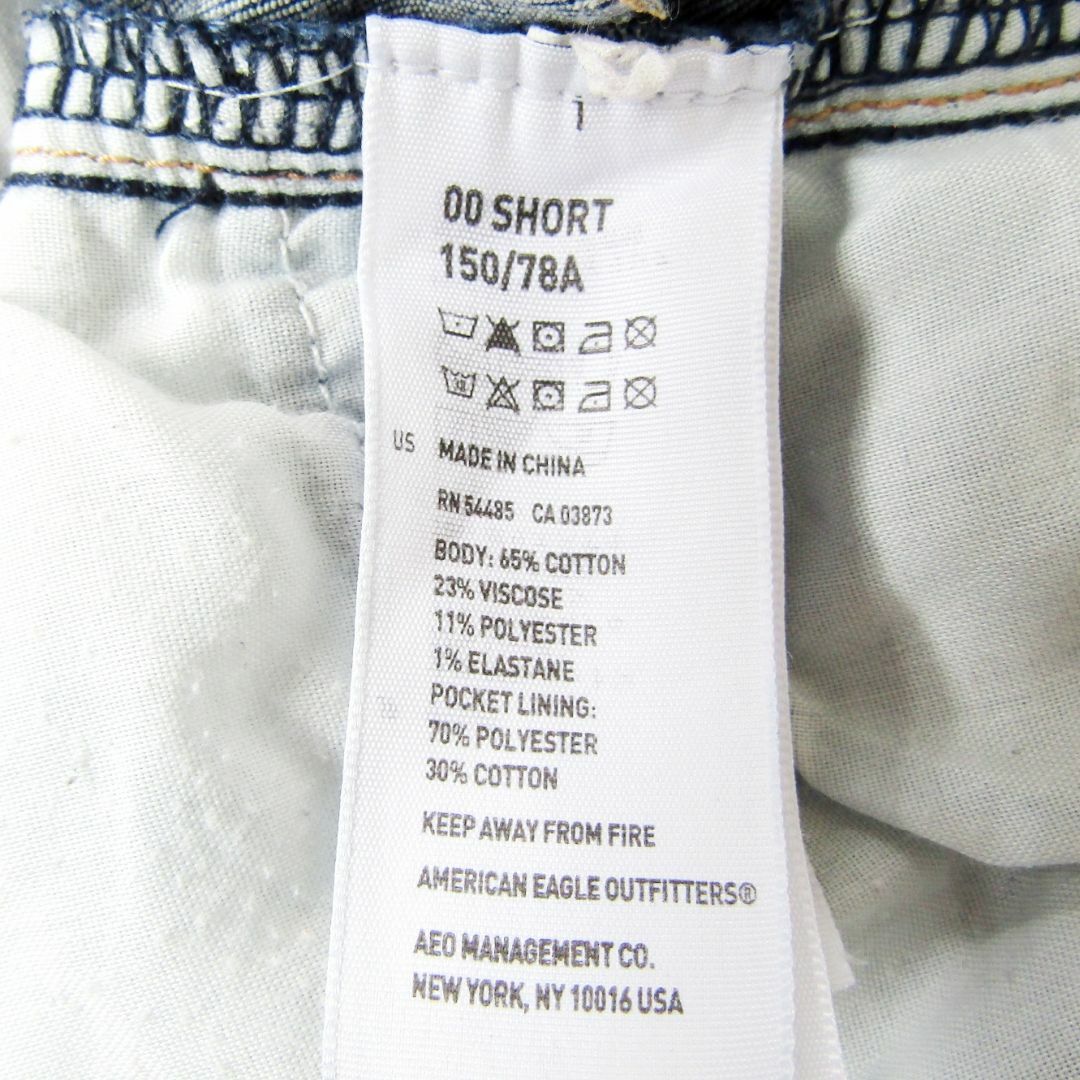 1
00 SHORT
150/78A
US MADE IN CHINA
RN 54485 CA 03873
BODY: 65% COTTON
23% VISCOSE
11% POLYESTER
1% ELASTANE
POCKET LINING:
70% POLYESTER
30% COTTON
KEEP AWAY FROM FIRE
AMERICAN EAGLE OUTFITTERS®
AEO MANAGEMENT CO.
NEW YORK, NY 10016 USA